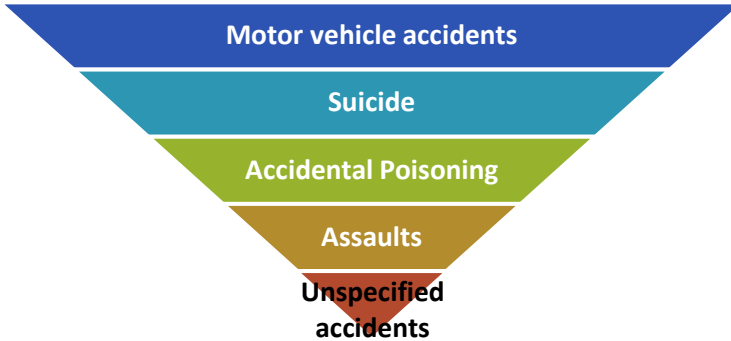 Motor vehicle accidents
Suicide
Accidental Poisoning
Assaults
Unspecified
accidents